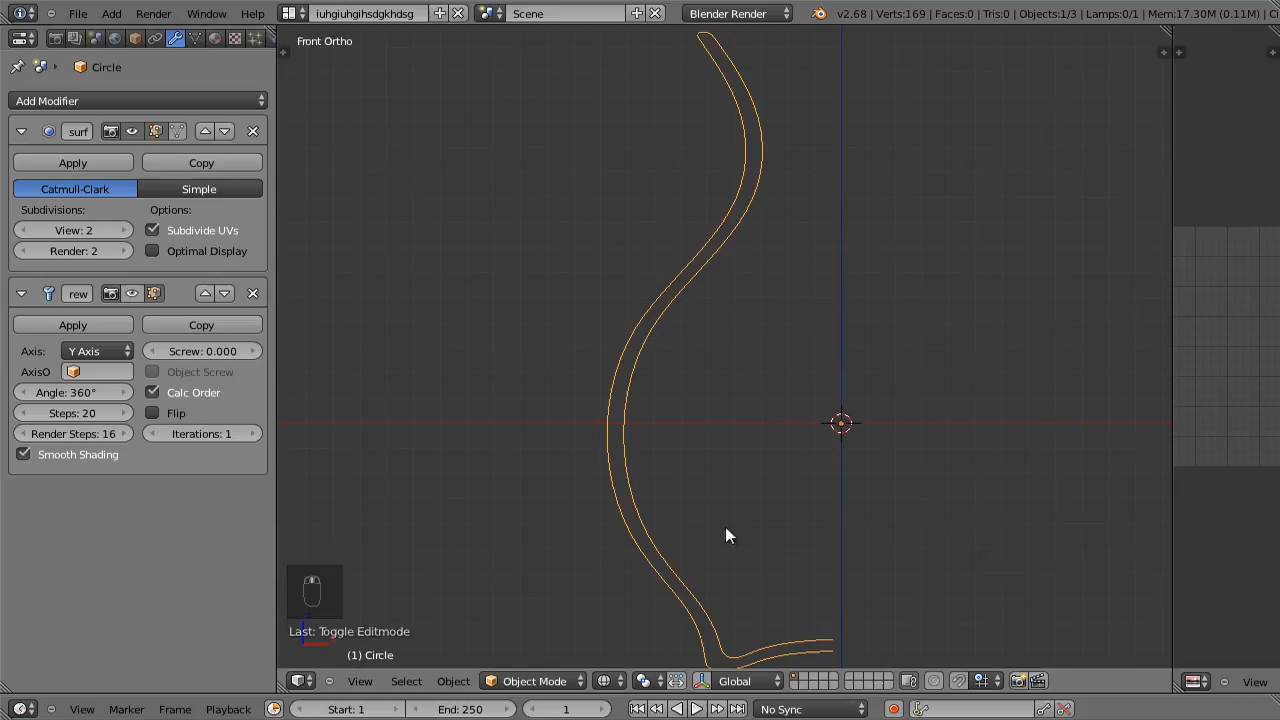 File Add Render Window Help iuhgiuhgihsdgkhdsg Scene Blender Render v2.68 | Verts:169 | Faces:0 | Tris:0 | Objects:1/3 | Lamps:0/1 | Mem:17.30M (0.11M) | Ci
Circle
Front Ortho
Add Modifier
surf
Apply Copy
Catmull-Clark Simple
Subdivisions: Options:
View: 2 Subdivide UVs
Render: 2 Optimal Display
rew
Apply Copy
Axis: Y Axis Screw: 0.000
AxisO Object Screw
Angle: 360° Calc Order
Steps: 20 Flip
Render Steps: 16 Iterations: 1
Smooth Shading
Last: Toggle Editmode
(1) Circle
View Select Object Object Mode Global View
View Marker Frame Playback Start: 1 End: 250 1 No Sync